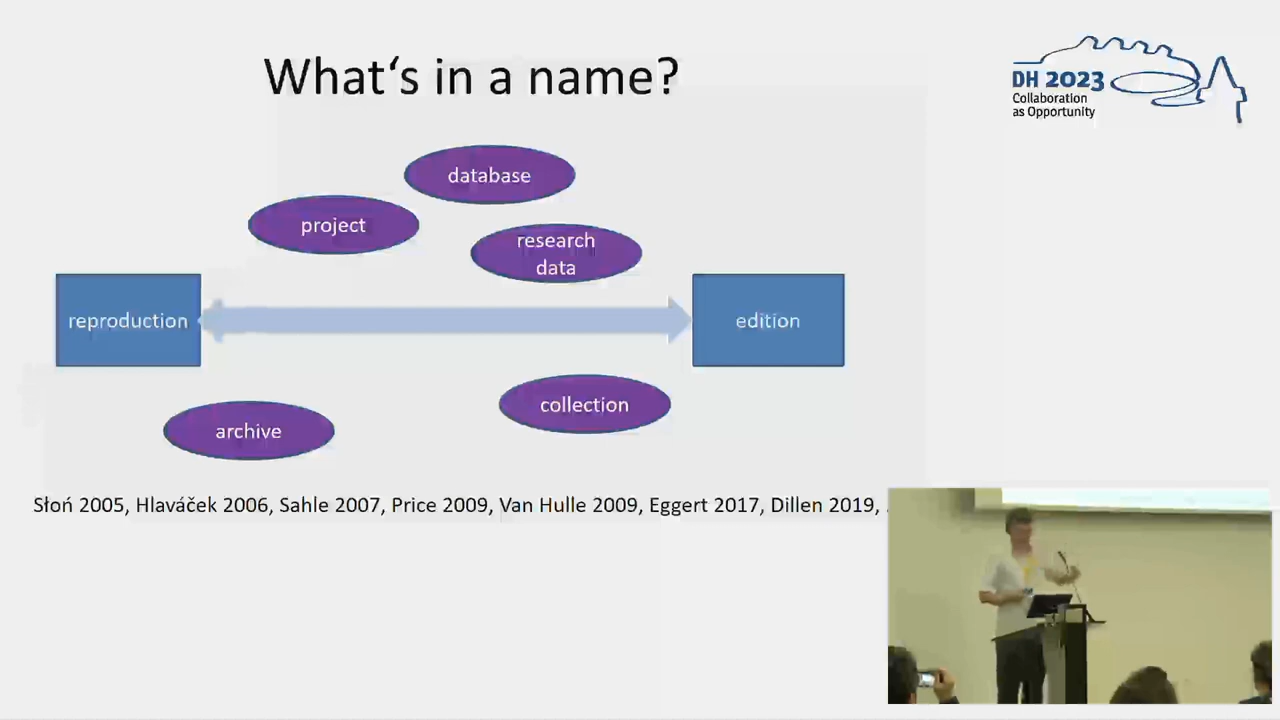 What‘s in a name?
DH 2023
Collaboration
as Opportunity
database
project
research
data
reproduction
edition
collection
archive
Słoń 2005, Hlaváček 2006, Sahle 2007, Price 2009, Van Hulle 2009, Eggert 2017, Dillen 2019,